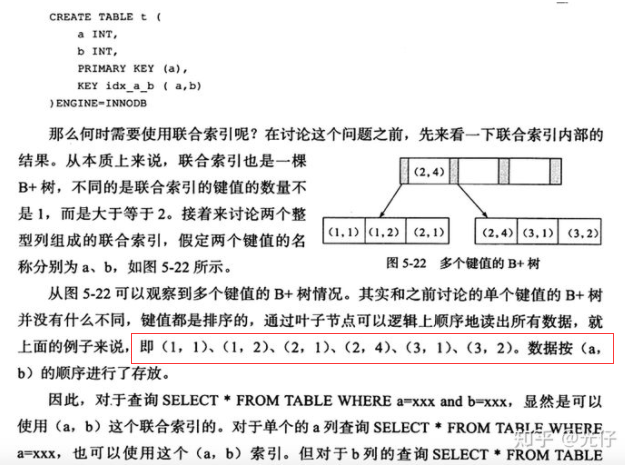 CREATE TABLE t (
a INT,
b INT,
PRIMARY KEY (a),
KEY idx_a_b ( a,b)
)ENGINE=INNODB
那么何时需要使用联合索引呢？在讨论这个问题之前，先来看一下联合索引内部的
结果。从本质上来说，联合索引也是一棵
B+ 树，不同的是联合索引的键值的数量不
是 1，而是大于等于 2。接着来讨论两个整
型列组成的联合索引，假定两个键值的名
称分别为 a、b，如图 5-22 所示。
(2,4)
(1,1) (1,2) (2,1) (2,4) (3,1) (3,2)
图 5-22 多个键值的 B+ 树
从图 5-22 可以观察到多个键值的 B+ 树情况。其实和之前讨论的单个键值的 B+ 树
并没有什么不同，键值都是排序的，通过叶子节点可以逻辑上顺序地读出所有数据，就
上面的例子来说，即（1，1）、（1，2）、（2，1）、（2，4）、（3，1）、（3，2）。数据按（a，
b）的顺序进行了存放。
因此，对于查询 SELECT * FROM TABLE WHERE a=xxx and b=xxx，显然是可以
使用（a，b）这个联合索引的。对于单个的 a 列查询 SELECT * FROM TABLE WHERE
a=xxx，也可以使用这个（a，b）索引。但对于 b 列的查询 SELECT * FROM TABLE
知乎 @光仔